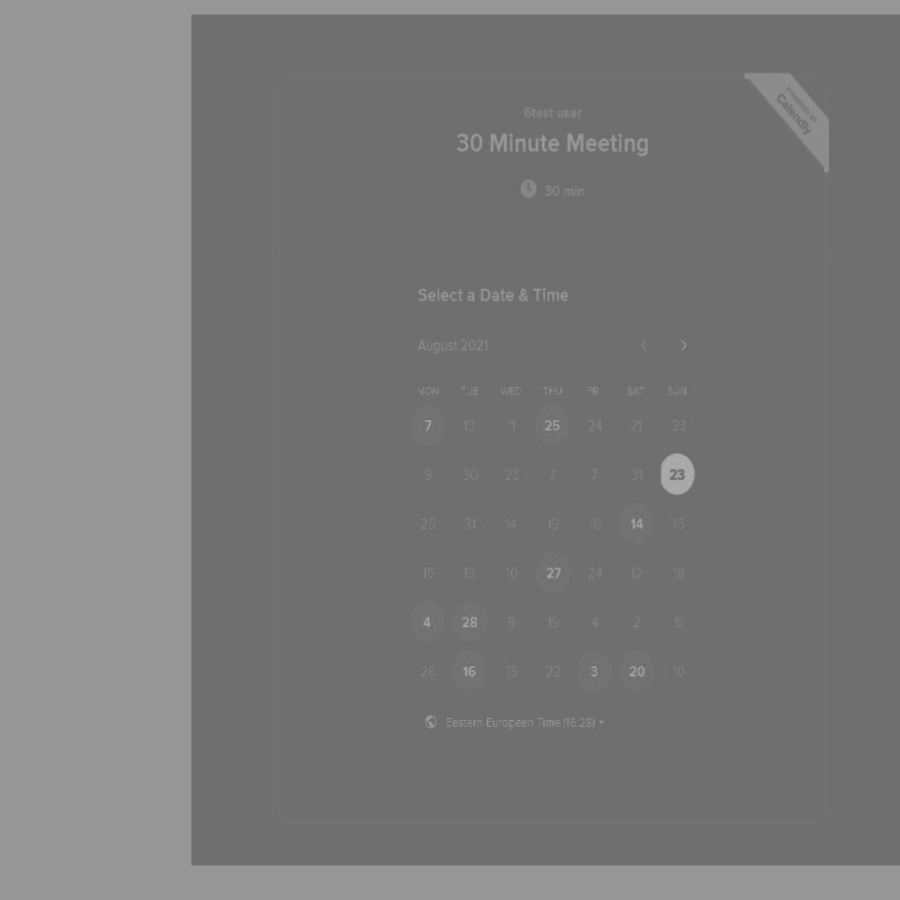 6test user
POWERED BY
Calendly
30 Minute Meeting
30 min
Select a Date & Time
August 2021
MON TUE WED THU FR SAT SUN
7 13 11 25 24 21 23
9 30 23 7 7 31 23
25 31 14 19 10 14 15
15 13 10 27 24 12 18
4 28 9 19 4 2 5
26 16 15 22 3 20 10
Eastern European Time (16:28)